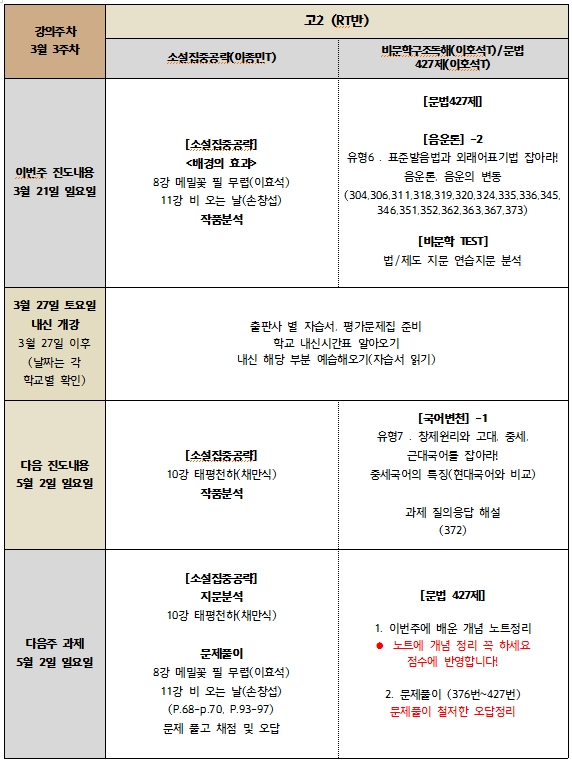 강의주차
3월 3주차
고2 (RT반)
소설집중공략(이종민T)
비문학구조독해(이호석T)/문법
427제(이호석T)
이번주 진도내용
3월 21일 일요일
[소설집중공략]
<배경의 효과>
8강 메밀꽃 필 무렵(이효석)
11강 비 오는 날(손창섭)
작품분석
[문법427제]
[음운론] -2
유형6 . 표준발음법과 외래어표기법 잡아라!
음운론, 음운의 변동
(304,306,311,318,319,320,324,335,336,345,
346,351,352,362,363,367,373)
[비문학 TEST]
법/제도 지문 연습지문 분석
3월 27일 토요일
내신 개강
3월 27일 이후
(날짜는 각
학교별 확인)
출판사 별 자습서, 평가문제집 준비
학교 내신시간표 알아오기
내신 해당 부분 예습해오기(자습서 읽기)
다음 진도내용
5월 2일 일요일
[소설집중공략]
10강 태평천하(채만식)
작품분석
[국어변천] -1
유형7 . 창제원리와 고대, 중세,
근대국어를 잡아라!
중세국어의 특징(현대국어와 비교)
과제 질의응답 해설
(372)
다음주 과제
5월 2일 일요일
[소설집중공략]
지문분석
10강 태평천하(채만식)
문제풀이
8강 메밀꽃 필 무렵(이효석)
11강 비 오는 날(손창섭)
(P.68-p.70, P.93-97)
문제 풀고 채점 및 오답
[문법 427제]
1. 이번주에 배운 개념 노트정리
● 노트에 개념 정리 꼭 하세요
점수에 반영합니다!
2. 문제풀이 (376번~427번)
문제풀이 철저한 오답정리